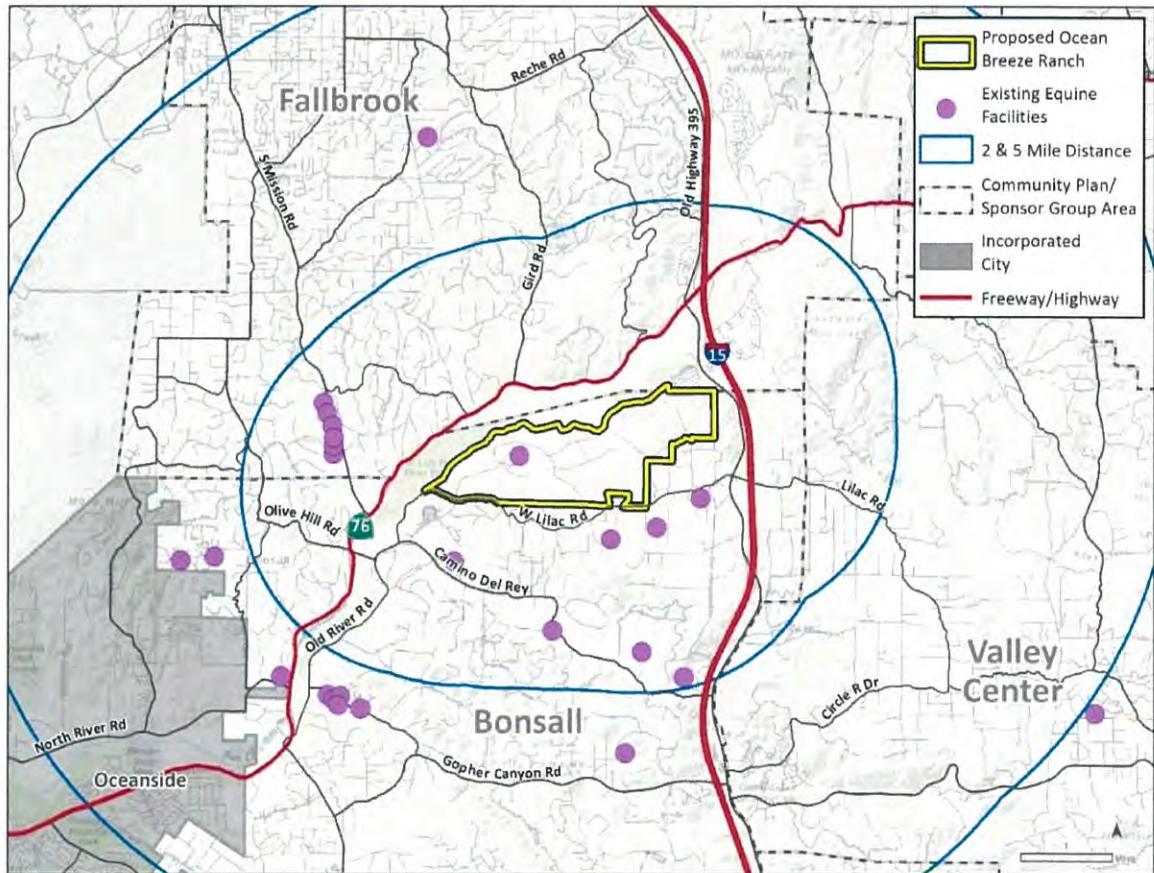 Fallbrook
Reche Rd
S Mission Rd
Gird Rd
Old Highway 395
15
Olive Hill Rd
76
W Lilac Rd
Lilac Rd
Camino Del Rey
Old River Rd
Valley
Center
Circle R Dr
Bonsall
North River Rd
Oceanside
Gopher Canyon Rd
Proposed Ocean
Breeze Ranch
Existing Equine
Facilities
2 & 5 Mile Distance
Community Plan/
Sponsor Group Area
Incorporated
City
Freeway/Highway